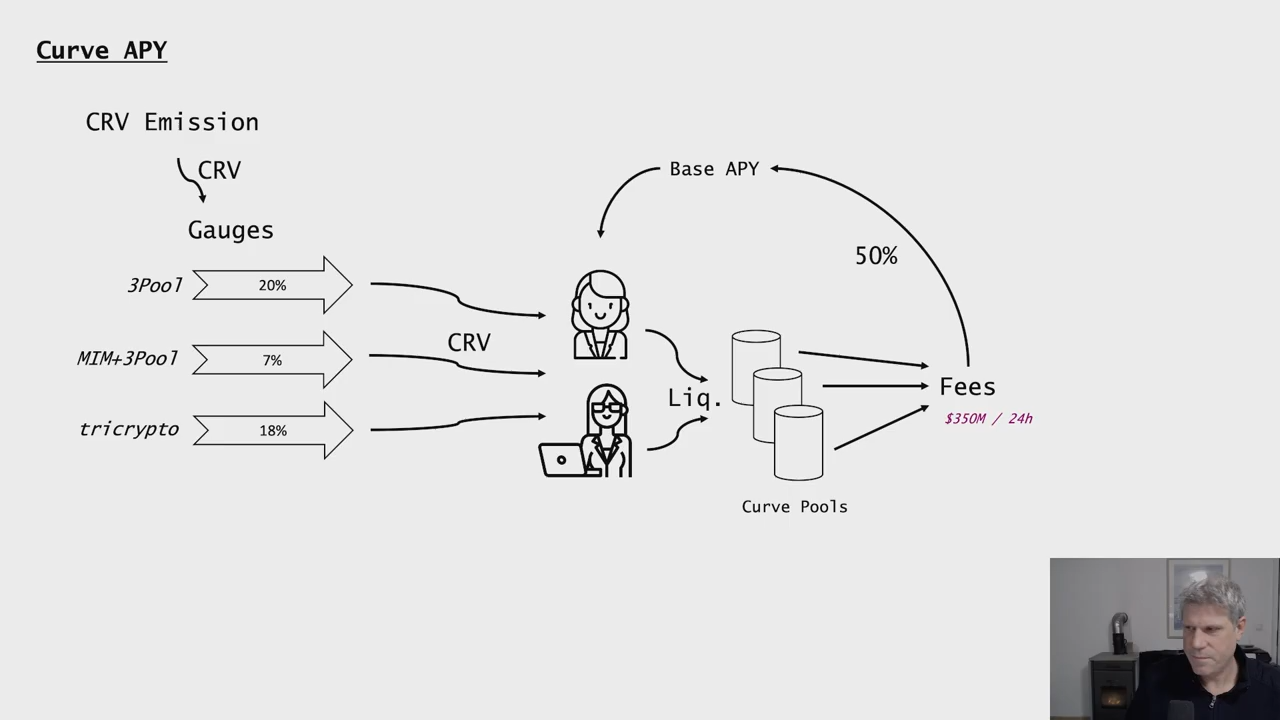 Curve APY
CRV Emission
CRV
Gauges
Base APY
50%
3Pool
20%
MIM+3Pool
7%
CRV
tricrypto
18%
Liq.
Fees
$350M / 24h
Curve Pools